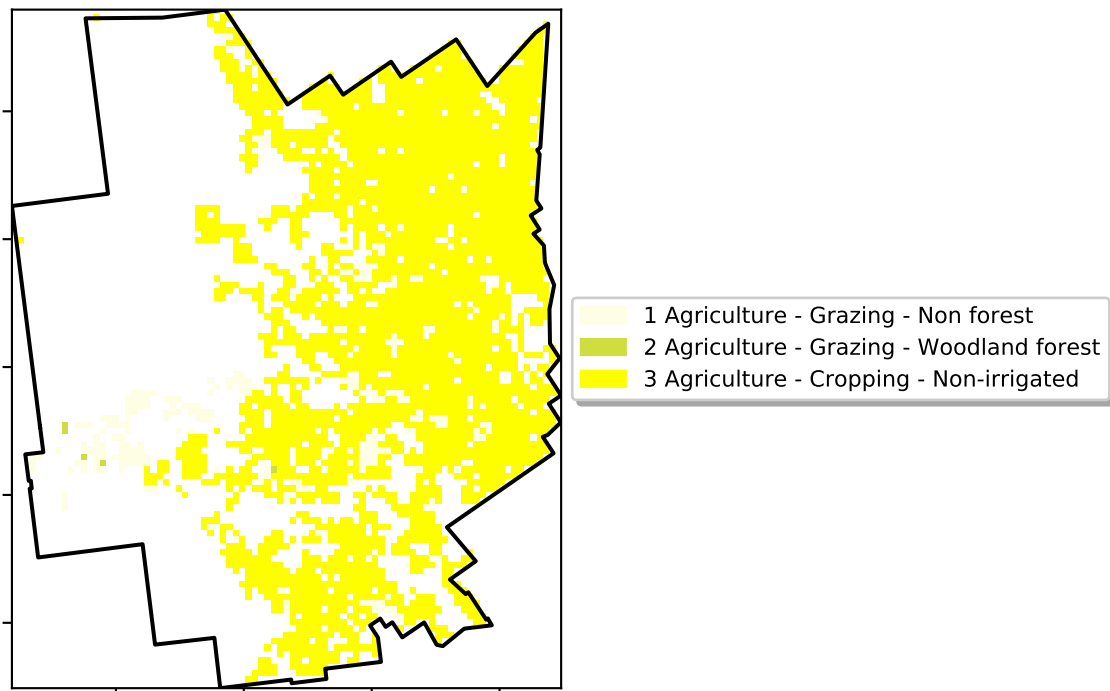 1 Agriculture - Grazing - Non forest
2 Agriculture - Grazing - Woodland forest
3 Agriculture - Cropping - Non-irrigated